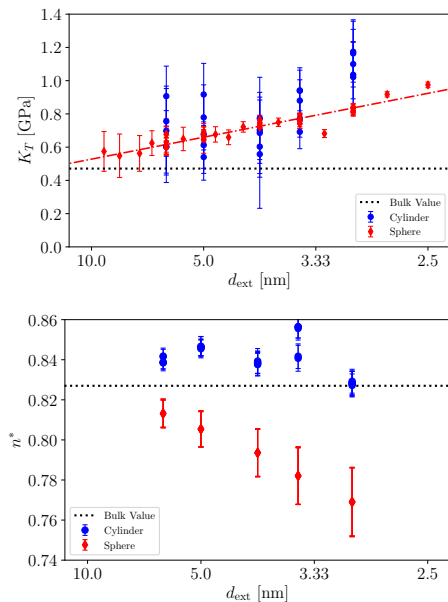 1.4
1.2
1.0
0.8
0.6
0.4
0.2
0.0
K_T [GPa]
Bulk Value
Cylinder
Sphere
10.0 5.0 3.33 2.5
d_ext [nm]
0.86
0.84
0.82
0.80
0.78
0.76
0.74
n*
Bulk Value
Cylinder
Sphere
10.0 5.0 3.33 2.5
d_ext [nm]